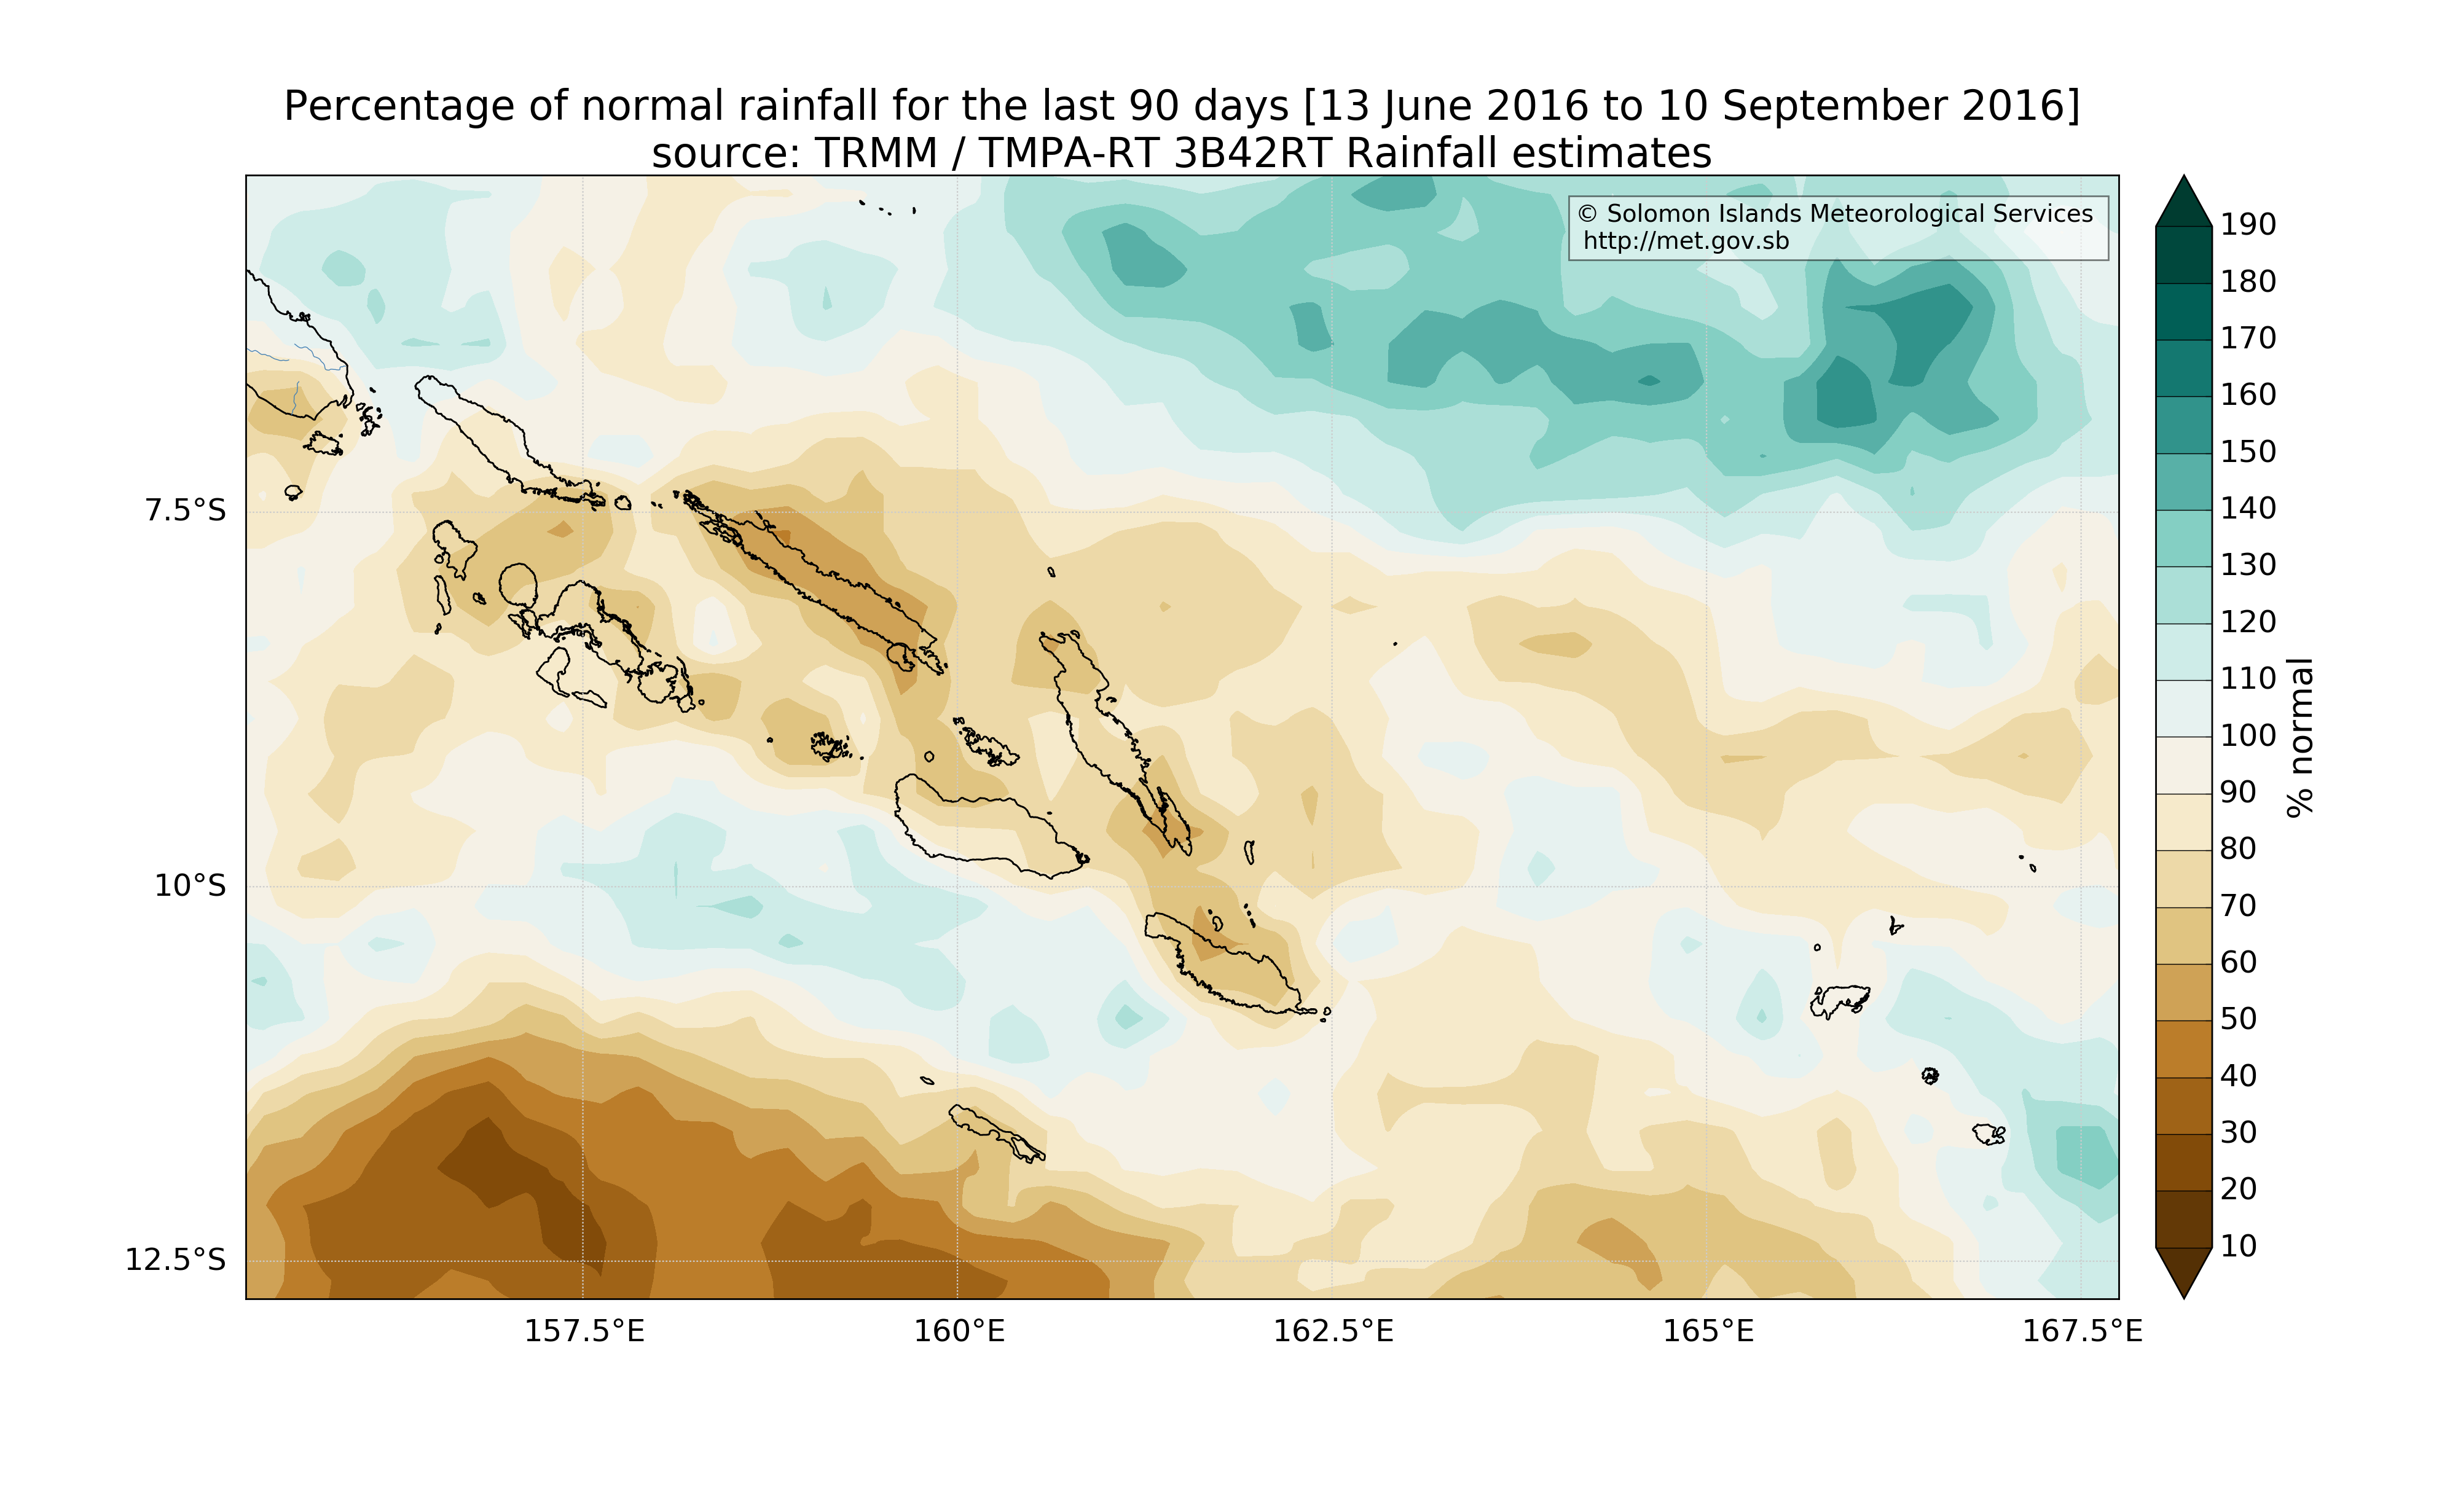 Percentage of normal rainfall for the last 90 days [13 June 2016 to 10 September 2016]
source: TRMM / TMPA-RT 3B42RT Rainfall estimates
© Solomon Islands Meteorological Services
http://met.gov.sb
7.5°S
10°S
12.5°S
157.5°E
160°E
162.5°E
165°E
167.5°E
190
180
170
160
150
140
130
120
110
100
90
80
70
60
50
40
30
20
10
% normal